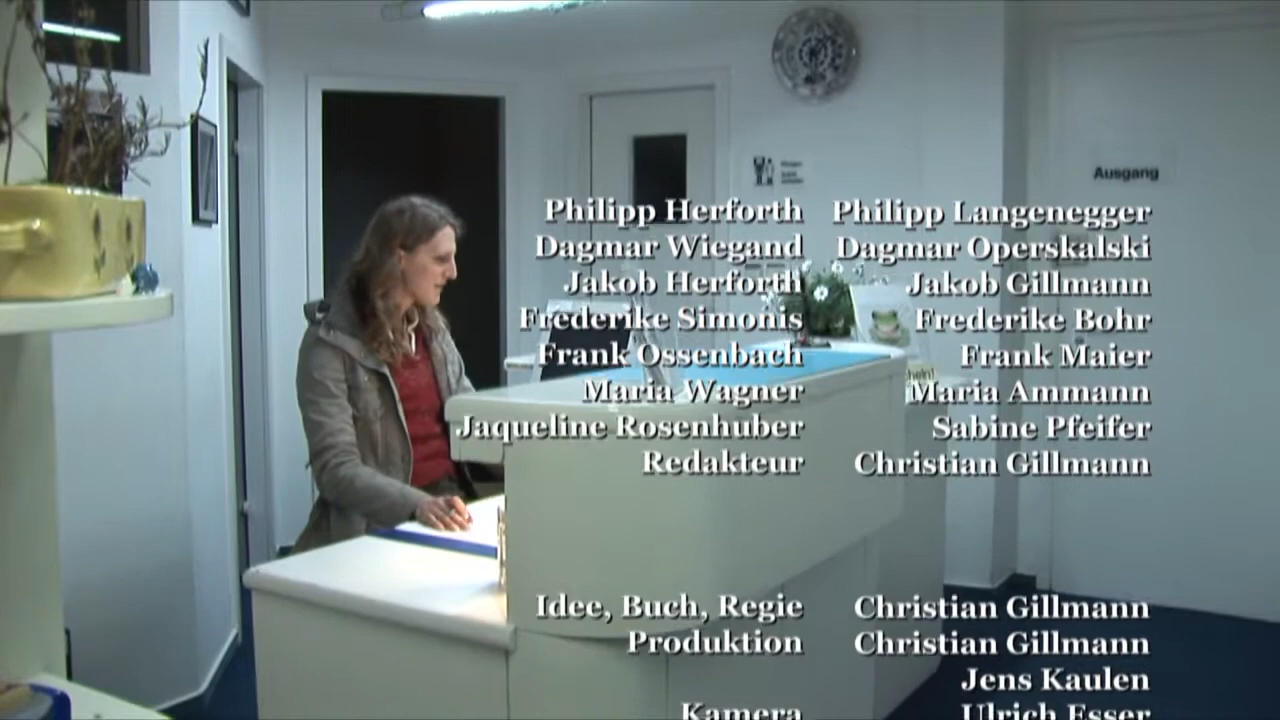 Ausgang
Philipp Herforth Philipp Langenegger
Dagmar Wiegand Dagmar Operskalski
Jakob Herforth Jakob Gillmann
Frederike Simonis Frederike Bohr
Frank Ossenbach Frank Maier
Maria Wagner Maria Ammann
Jaqueline Rosenhuber Sabine Pfeifer
Redakteur Christian Gillmann
Idee, Buch, Regie Christian Gillmann
Produktion Christian Gillmann
Jens Kaulen
Kamera Ulrich Esser